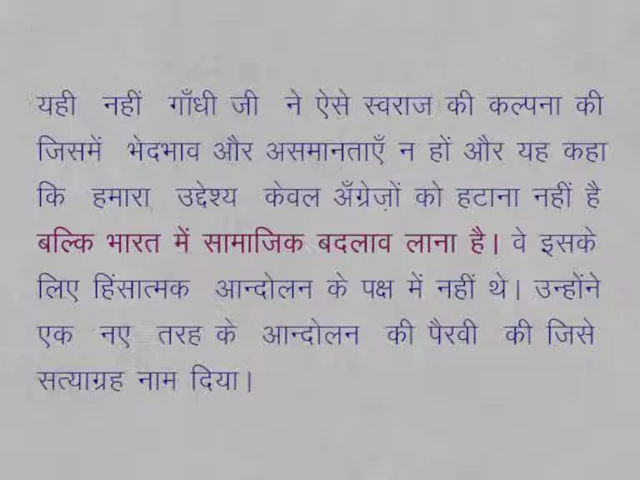 यही नहीं गाँधी जी ने ऐसे स्वराज की कल्पना की
जिसमें भेदभाव और असमानताएँ न हों और यह कहा
कि हमारा उद्देश्य केवल अँग्रेज़ों को हटाना नहीं है
बल्कि भारत में सामाजिक बदलाव लाना है। वे इसके
लिए हिंसात्मक आन्दोलन के पक्ष में नहीं थे। उन्होंने
एक नए तरह के आन्दोलन की पैरवी की जिसे
सत्याग्रह नाम दिया।